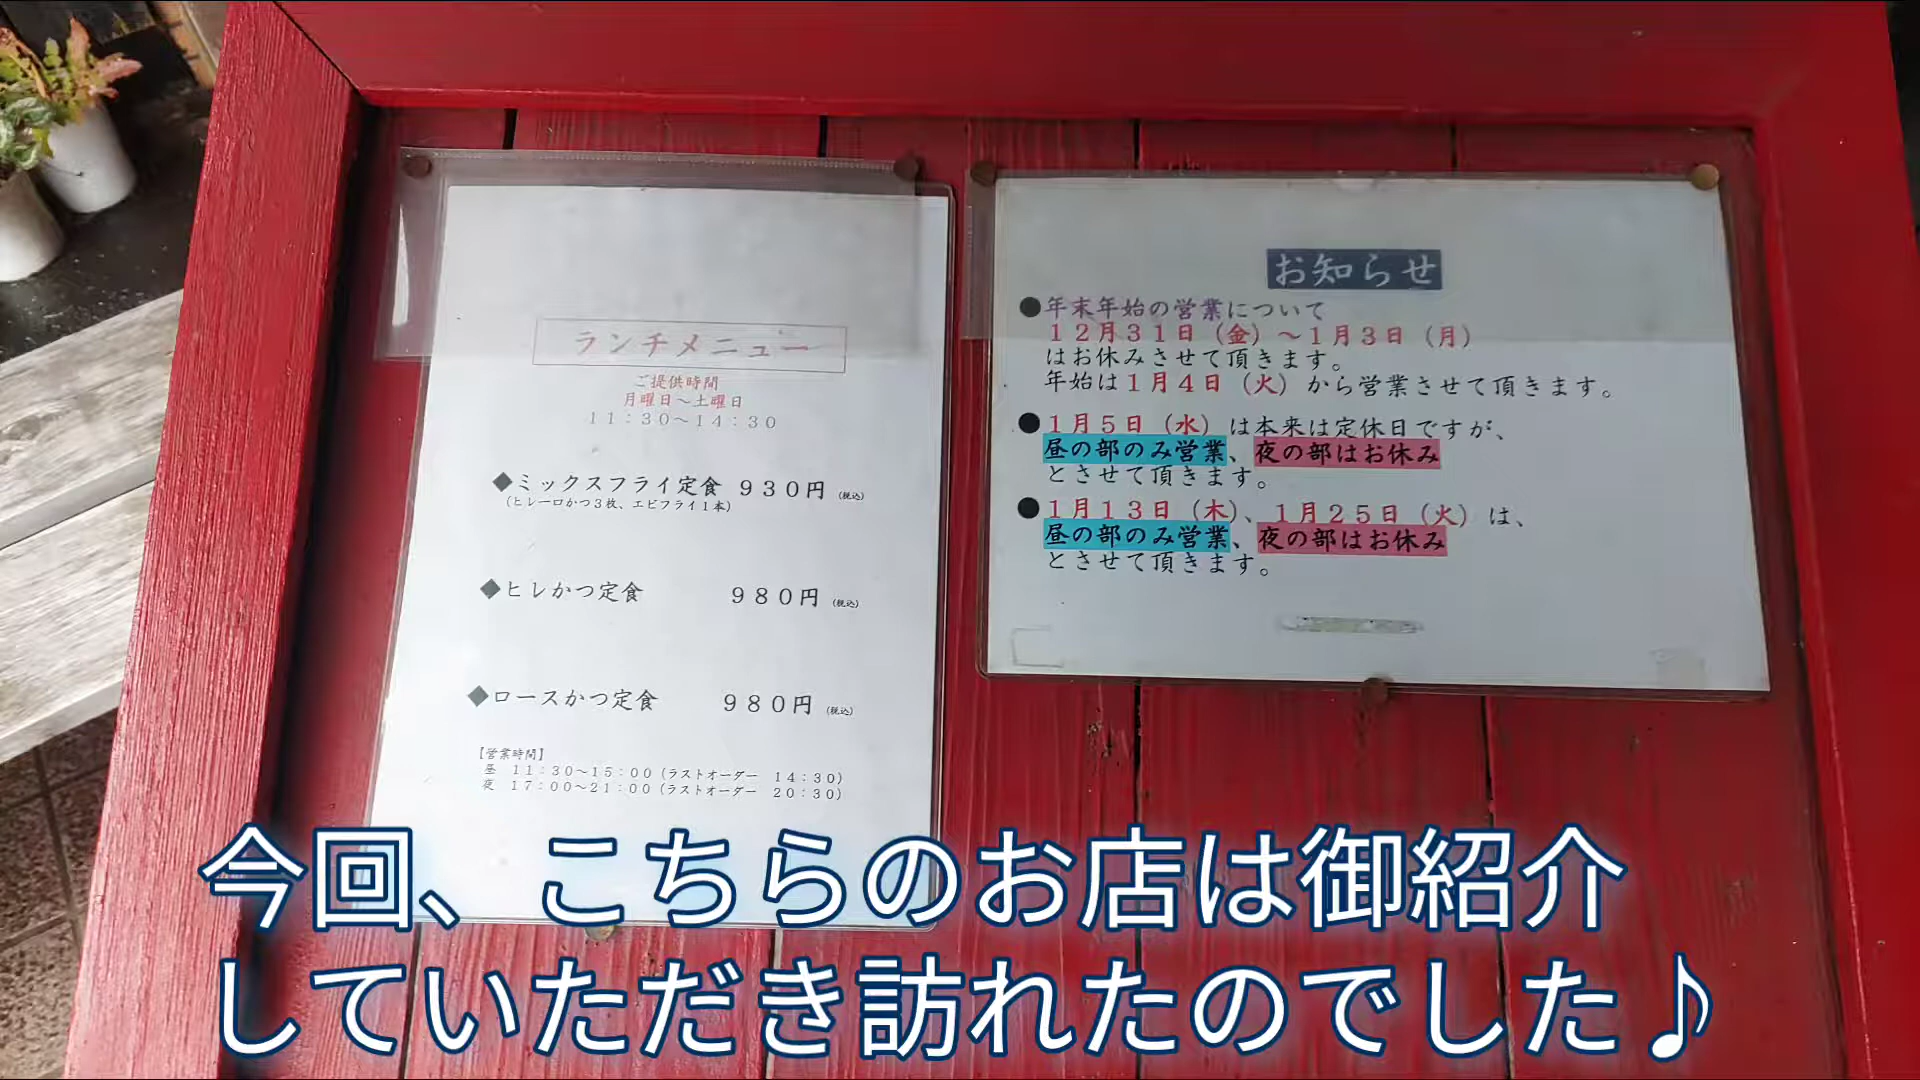 ランチメニュー
ご提供時間
月曜日～土曜日
11：30～14：30
◆ミックスフライ定食 930円（税込）
（ヒレ一口かつ3枚、エビフライ1本）
◆ヒレかつ定食 980円（税込）
◆ロースかつ定食 980円（税込）
【営業時間】
昼 11：30～15：00（ラストオーダー 14：30）
夜 17：00～21：00（ラストオーダー 20：30）
お知らせ
●年末年始の営業について
12月31日（金）～1月3日（月）
はお休みさせて頂きます。
年始は1月4日（火）から営業させて頂きます。
●1月5日（水）は本来は定休日ですが、
昼の部のみ営業、夜の部はお休み
とさせて頂きます。
●1月13日（木）、1月25日（火）は、
昼の部のみ営業、夜の部はお休み
とさせて頂きます。
今回、こちらのお店は御紹介
していただき訪れたのでした♪